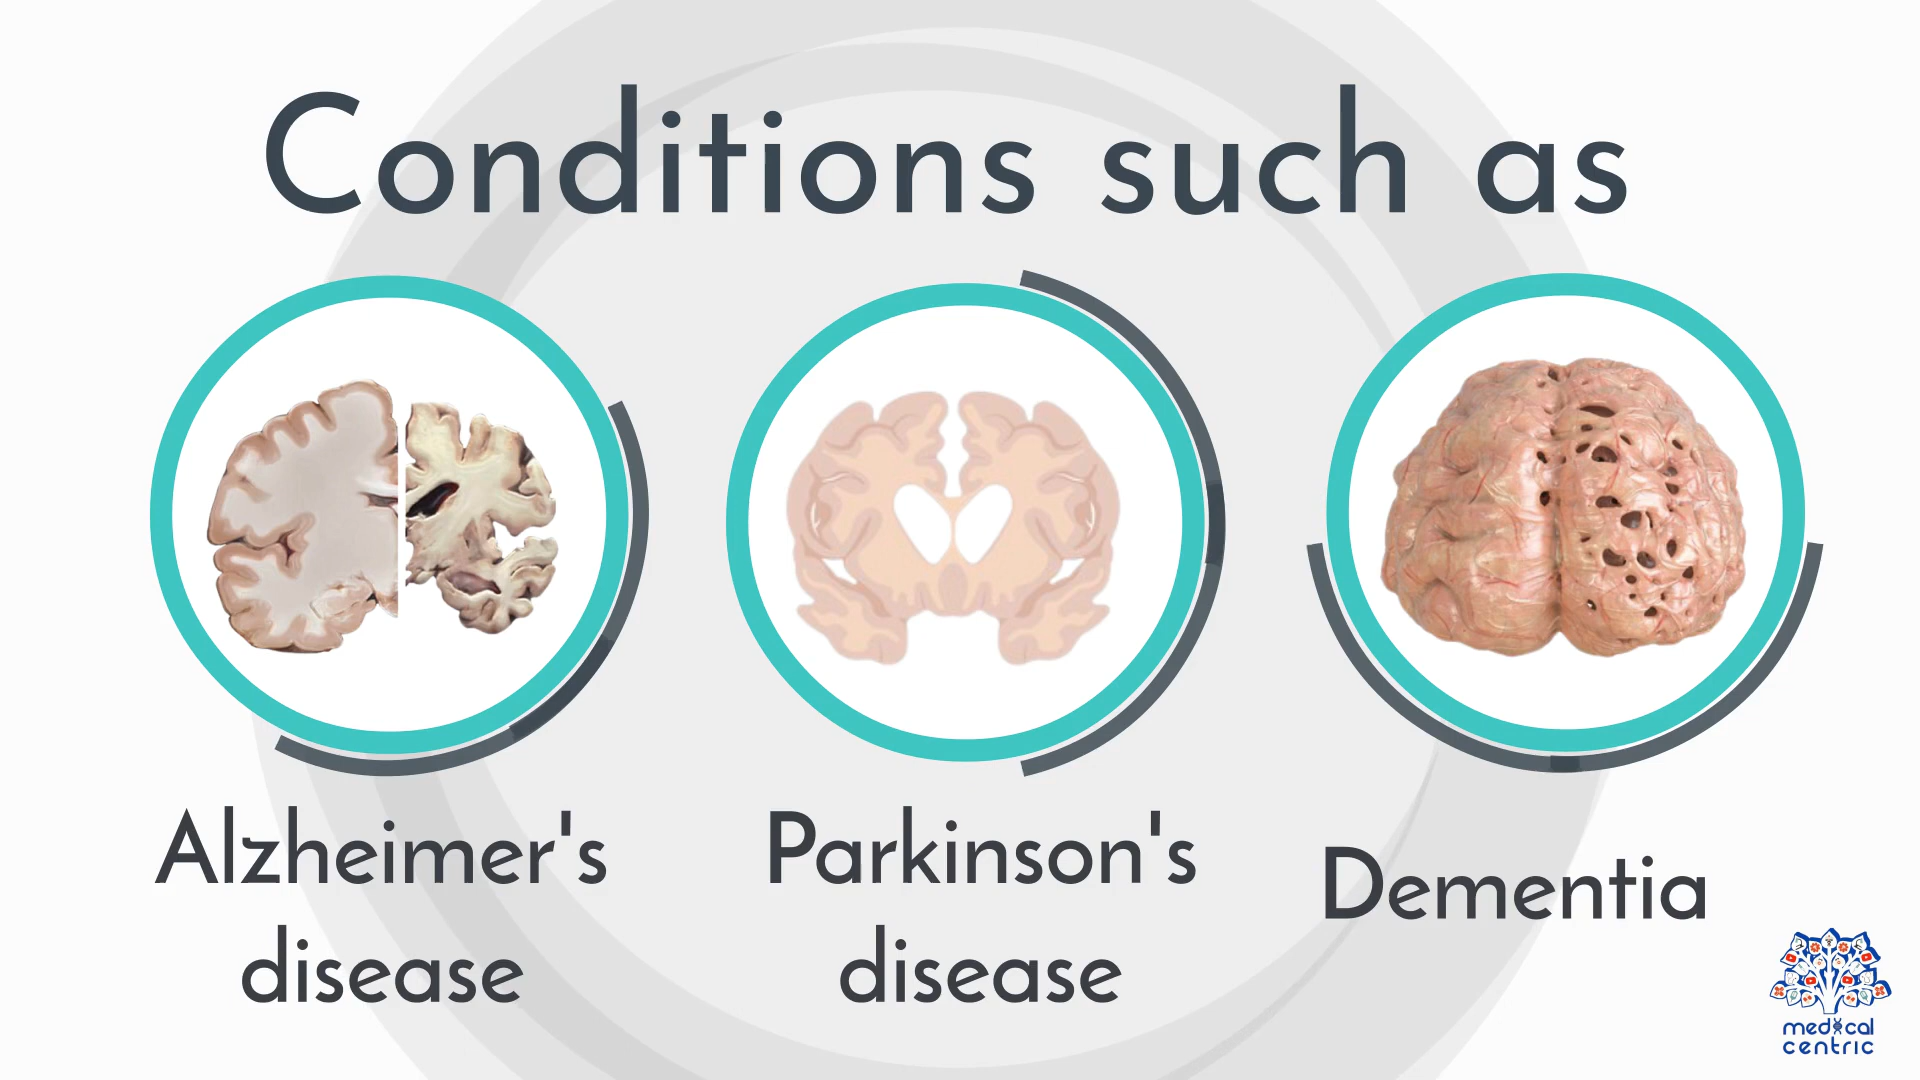 Conditions such as
Alzheimer's
disease
Parkinson's
disease
Dementia
medical
centric